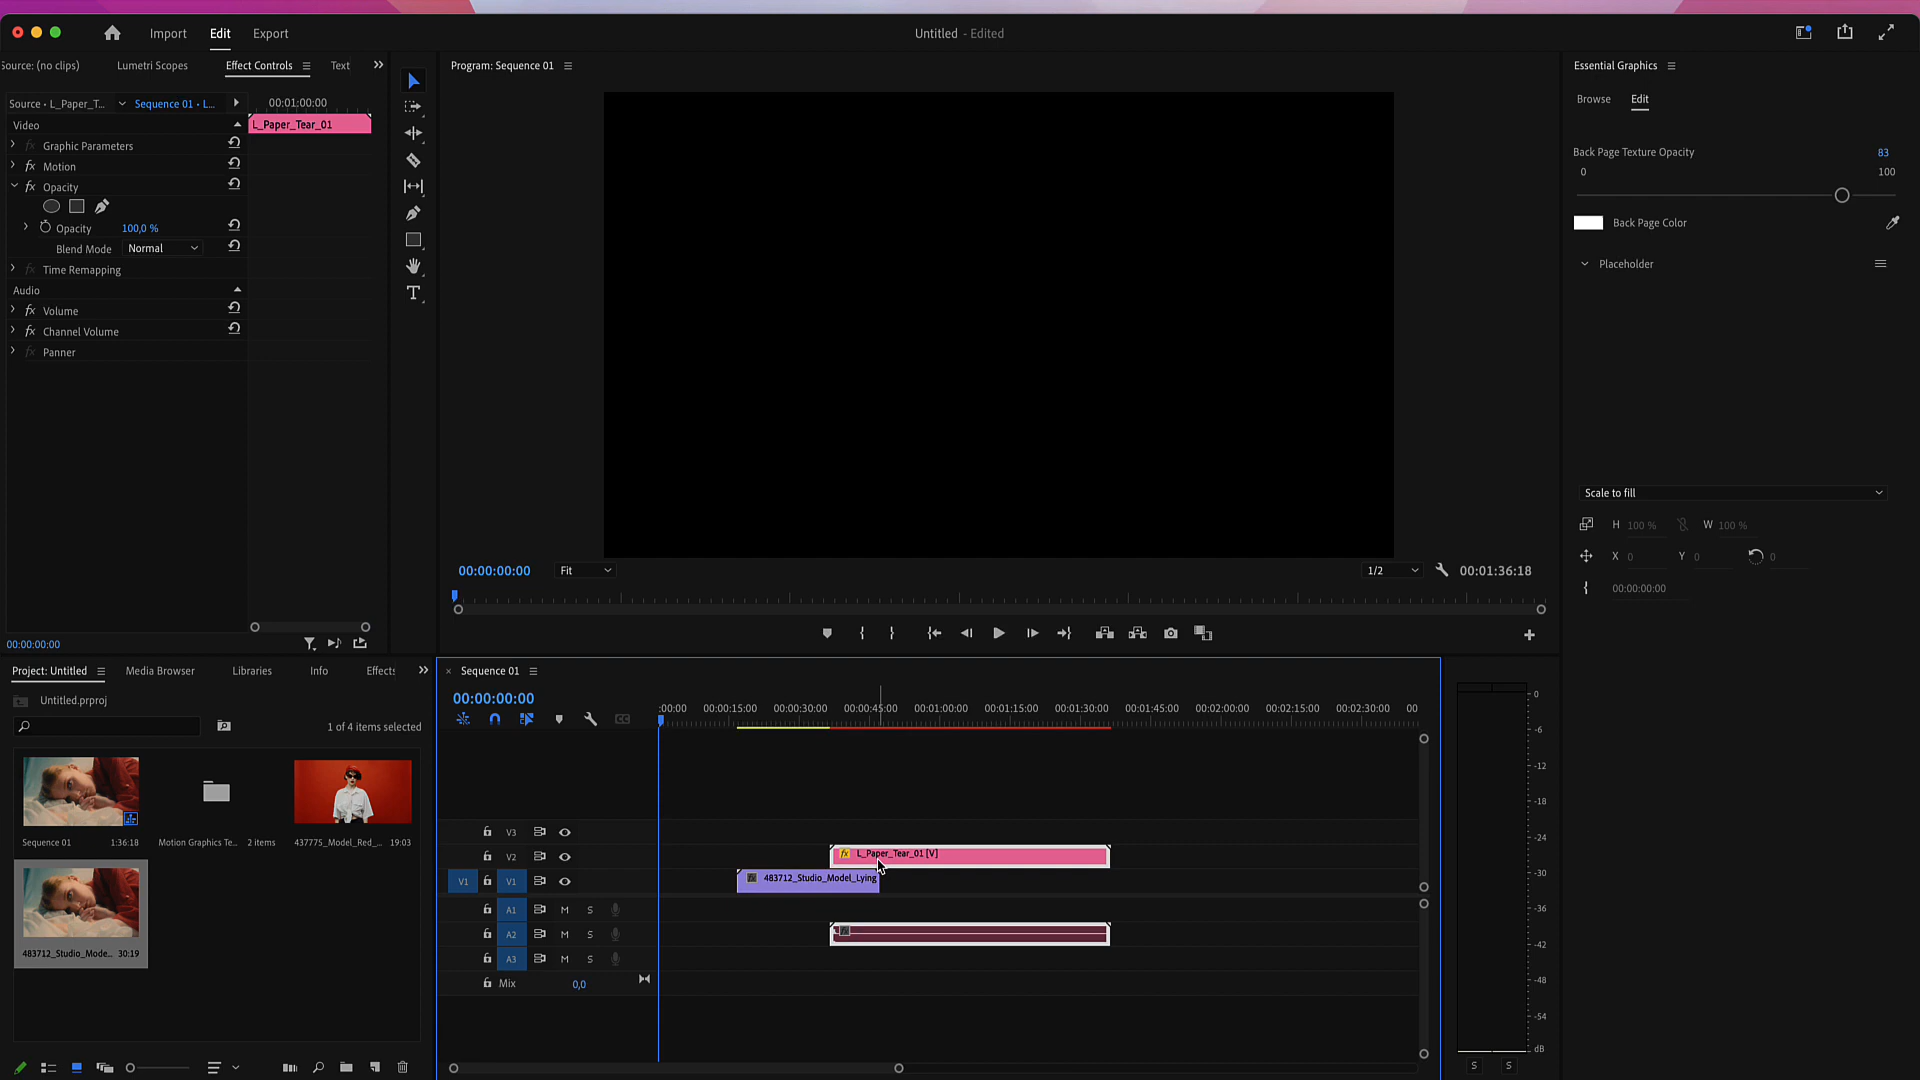 Import Edit Export
Untitled - Edited
Source: (no clips) Lumetri Scopes Effect Controls Text
Source • L_Paper_T... Sequence 01 • L...
00:01:00:00
Video
L_Paper_Tear_01
fx Graphic Parameters
fx Motion
fx Opacity
Opacity 100,0 %
Blend Mode Normal
fx Time Remapping
Audio
fx Volume
fx Channel Volume
fx Panner
00:00:00:00
Program: Sequence 01
00:00:00:00 Fit 1/2 00:01:36:18
Essential Graphics
Browse Edit
Back Page Texture Opacity 83
0 100
Back Page Color
Placeholder
Scale to fill
H 100 % W 100 %
X 0 Y 0 0
00:00:00:00
Project: Untitled Media Browser Libraries Info Effects
Untitled.prproj
1 of 4 items selected
Sequence 01 1:36:18
Motion Graphics Te... 2 items
437775_Model_Red_... 19:03
483712_Studio_Mode... 30:19
Sequence 01
00:00:00:00
:00:00 00:00:15:00 00:00:30:00 00:00:45:00 00:01:00:00 00:01:15:00 00:01:30:00 00:01:45:00 00:02:00:00 00:02:15:00 00:02:30:00 00
V3
V2
fx L_Paper_Tear_01 [V]
V1 V1
fx 483712_Studio_Model_Lying
A1 M S
A2 M S
A3 M S
Mix 0,0
0
-6
-12
-18
-24
-30
-36
-42
-48
-54
dB
S S